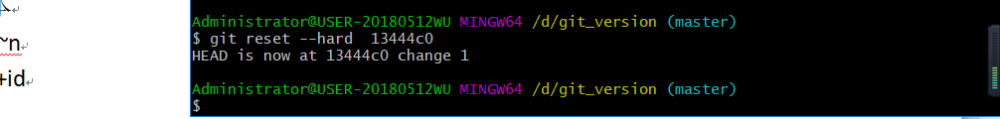 Administrator@USER-20180512WU MINGW64 /d/git_version (master)
$ git reset --hard  13444c0
HEAD is now at 13444c0 change 1
~n
+id
Administrator@USER-20180512WU MINGW64 /d/git_version (master)
$